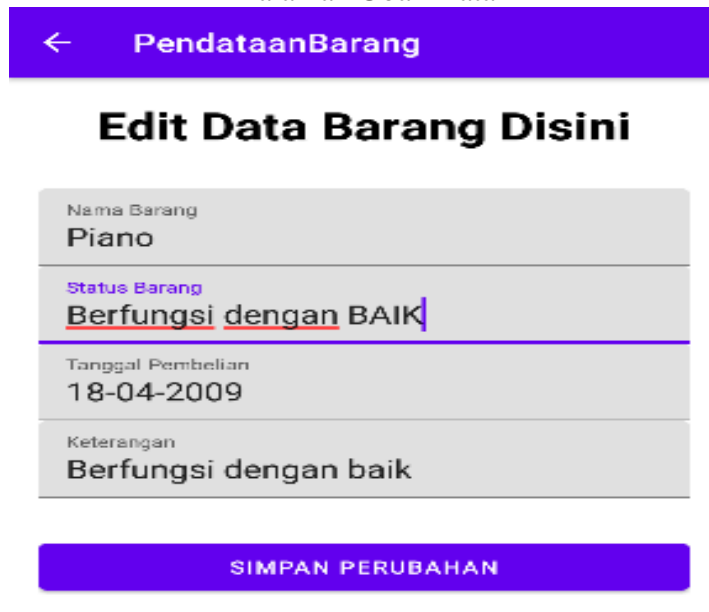 PendataanBarang
Edit Data Barang Disini
Nama Barang
Piano
Status Barang
Berfungsi dengan BAIK
Tanggal Pembelian
18-04-2009
Keterangan
Berfungsi dengan baik
SIMPAN PERUBAHAN